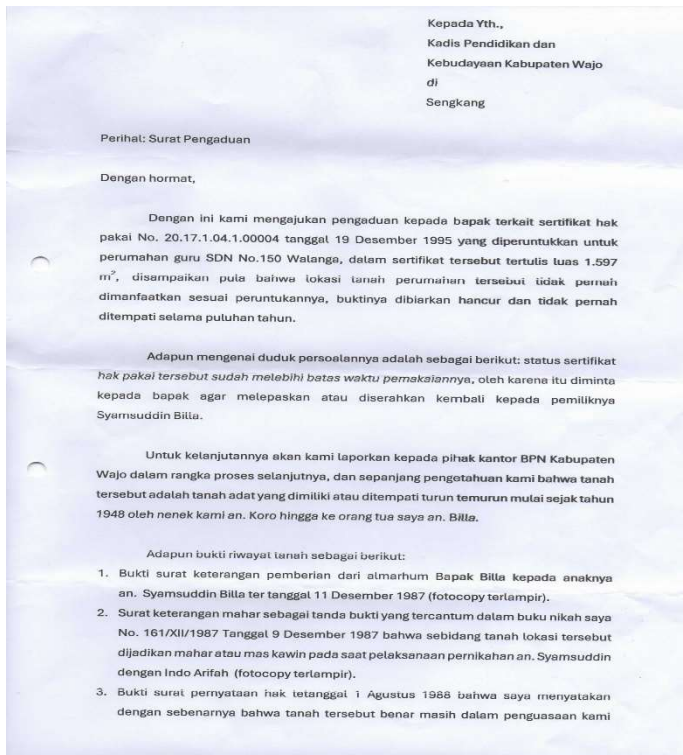 Kepada Yth.,
Kadis Pendidikan dan
Kebudayaan Kabupaten Wajo
di
Sengkang
Perihal: Surat Pengaduan
Dengan hormat,
Dengan ini kami mengajukan pengaduan kepada bapak terkait sertifikat hak
pakai No. 20.17.1.04.1.00004 tanggal 19 Desember 1995 yang diperuntukkan untuk
perumahan guru SDN No.150 Walanga, dalam sertifikat tersebut tertulis luas 1.597
m², disampaikan pula bahwa lokasi tanah perumahan tersebut tidak pernah
dimanfaatkan sesuai peruntukannya, buktinya dibiarkan hancur dan tidak pernah
ditempati selama puluhan tahun.
Adapun mengenai duduk persoalannya adalah sebagai berikut: status sertifikat
hak pakai tersebut sudah melebihi batas waktu pemakaiannya, oleh karena itu diminta
kepada bapak agar melepaskan atau diserahkan kembali kepada pemiliknya
Syamsuddin Billa.
Untuk kelanjutannya akan kami laporkan kepada pihak kantor BPN Kabupaten
Wajo dalam rangka proses selanjutnya, dan sepanjang pengetahuan kami bahwa tanah
tersebut adalah tanah adat yang dimiliki atau ditempati turun temurun mulai sejak tahun
1948 oleh nenek kami an. Koro hingga ke orang tua saya an. Billa.
Adapun bukti riwayat tanah sebagai berikut:
1. Bukti surat keterangan pemberian dari almarhum Bapak Billa kepada anaknya
an. Syamsuddin Billa ter tanggal 11 Desember 1987 (fotocopy terlampir).
2. Surat keterangan mahar sebagai tanda bukti yang tercantum dalam buku nikah saya
No. 161/XII/1987 Tanggal 9 Desember 1987 bahwa sebidang tanah lokasi tersebut
dijadikan mahar atau mas kawin pada saat pelaksanaan pernikahan an. Syamsuddin
dengan Indo Arifah (fotocopy terlampir).
3. Bukti surat pernyataan hak tetanggal 1 Agustus 1988 bahwa saya menyatakan
dengan sebenarnya bahwa tanah tersebut benar masih dalam penguasaan kami